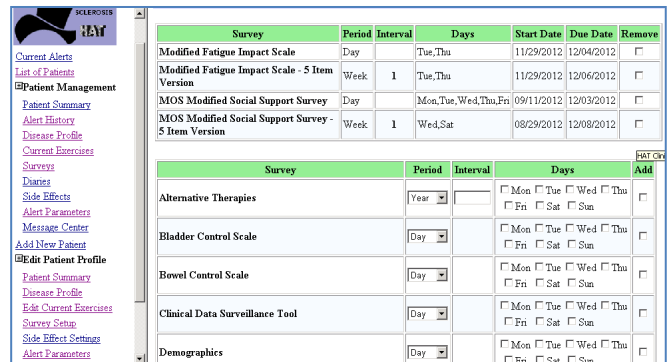 SCLEROSIS
HAT
Current Alerts
List of Patients
Patient Management
Patient Summary
Alert History
Disease Profile
Current Exercises
Surveys
Diaries
Side Effects
Alert Parameters
Message Center
Add New Patient
Edit Patient Profile
Patient Summary
Disease Profile
Edit Current Exercises
Survey Setup
Side Effect Settings
Alert Parameters
Survey Period Interval Days Start Date Due Date Remove
Modified Fatigue Impact Scale Day Tue,Thu 11/29/2012 12/04/2012
Modified Fatigue Impact Scale - 5 Item
Version Week 1 Tue,Thu 11/29/2012 12/06/2012
MOS Modified Social Support Survey Day Mon,Tue,Wed,Thu,Fri 09/11/2012 12/03/2012
MOS Modified Social Support Survey -
5 Item Version Week 1 Wed,Sat 08/29/2012 12/08/2012
HAT Clin
Survey Period Interval Days Add
Alternative Therapies Year Mon Tue Wed Thu
Fri Sat Sun
Bladder Control Scale Day Mon Tue Wed Thu
Fri Sat Sun
Bowel Control Scale Day Mon Tue Wed Thu
Fri Sat Sun
Clinical Data Surveillance Tool Day Mon Tue Wed Thu
Fri Sat Sun
Demographics Day Mon Tue Wed Thu
Fri Sat Sun